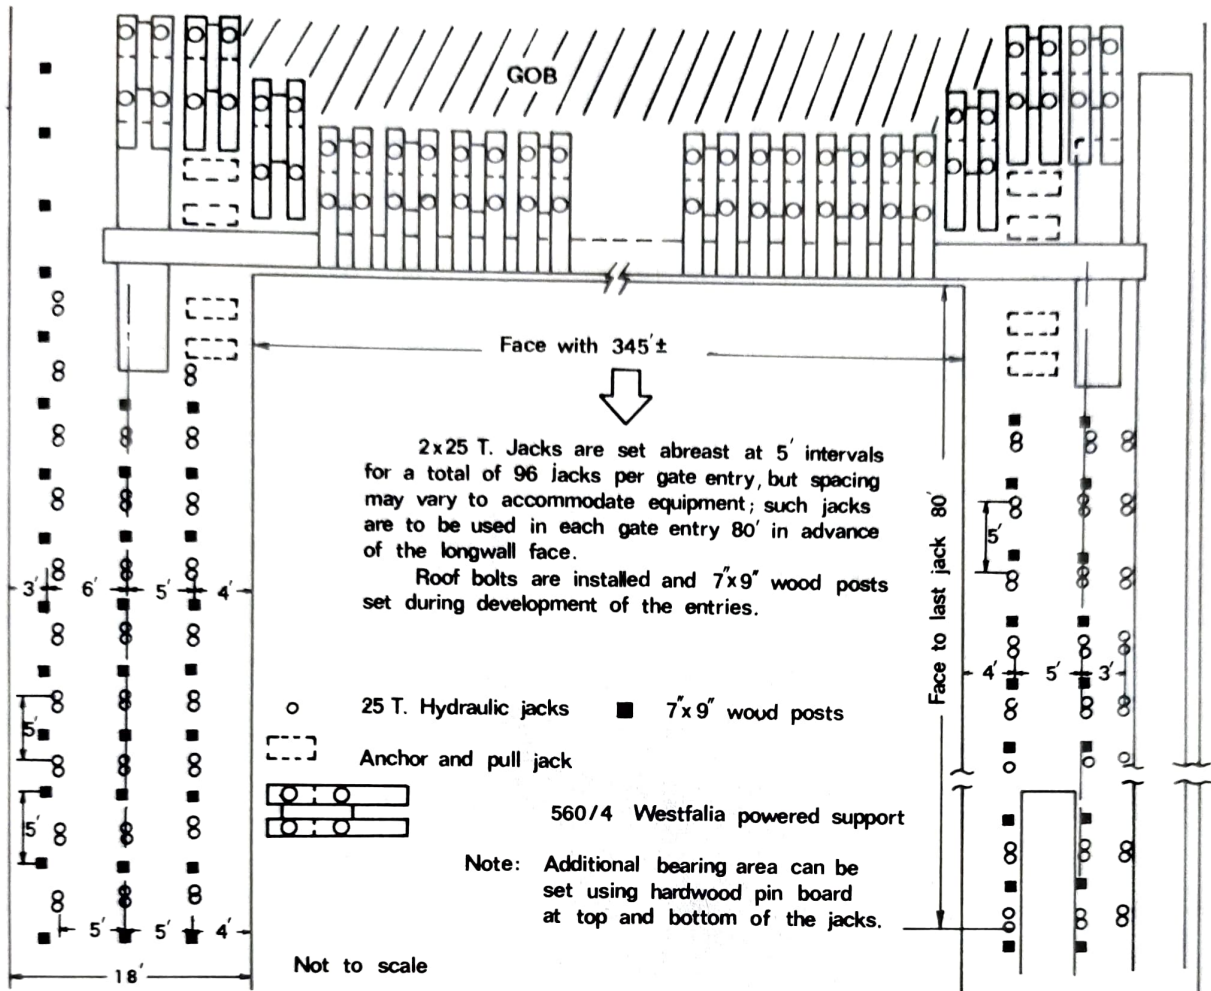 GOB
Face with 345'±
2x25 T. Jacks are set abreast at 5' intervals
for a total of 96 jacks per gate entry, but spacing
may vary to accommodate equipment; such jacks
are to be used in each gate entry 80' in advance
of the longwall face.
Roof bolts are installed and 7"x9" wood posts
set during development of the entries.
Face to last jack 80'
5'
3' 6' 5' 4'
4' 5' 3'
25 T. Hydraulic jacks
7"x9" woud posts
5'
Anchor and pull jack
560/4 Westfalia powered support
5'
Note: Additional bearing area can be
set using hardwood pin board
at top and bottom of the jacks.
5' 5' 4'
Not to scale
18'